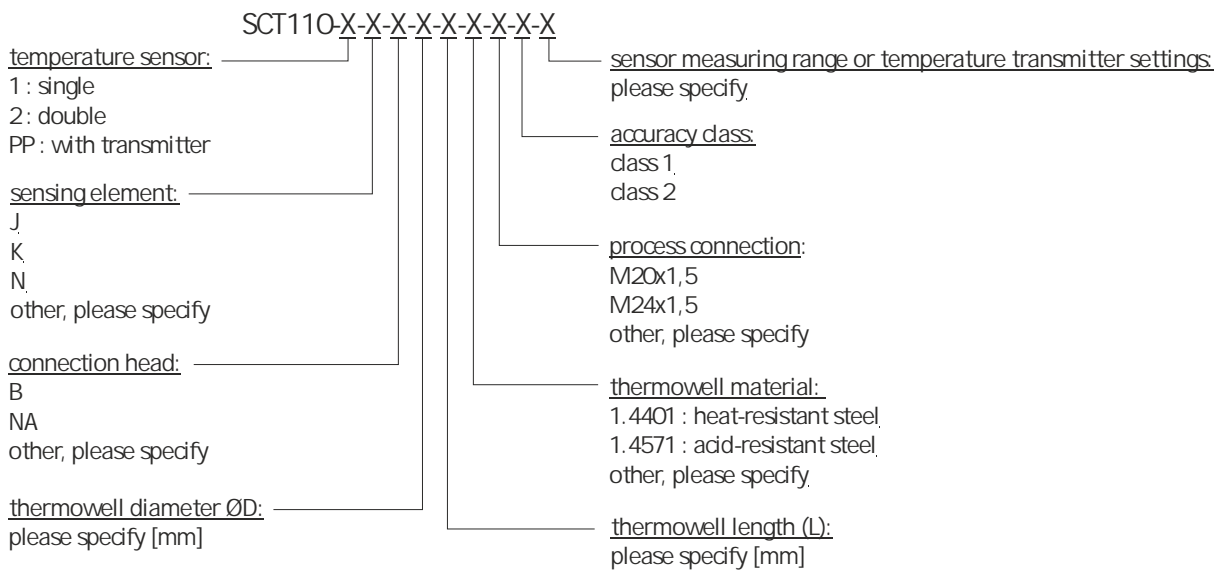 SCT110-X-X-X-X-X-X-X-X-X
temperature sensor:
1 : single
2 : double
PP : with transmitter
sensing element:
J
K
N
other, please specify
connection head:
B
NA
other, please specify
thermowell diameter ØD:
please specify [mm]
sensor measuring range or temperature transmitter settings:
please specify
accuracy class:
class 1
class 2
process connection:
M20x1,5
M24x1,5
other, please specify
thermowell material:
1.4401 : heat-resistant steel
1.4571 : acid-resistant steel
other, please specify
thermowell length (L):
please specify [mm]